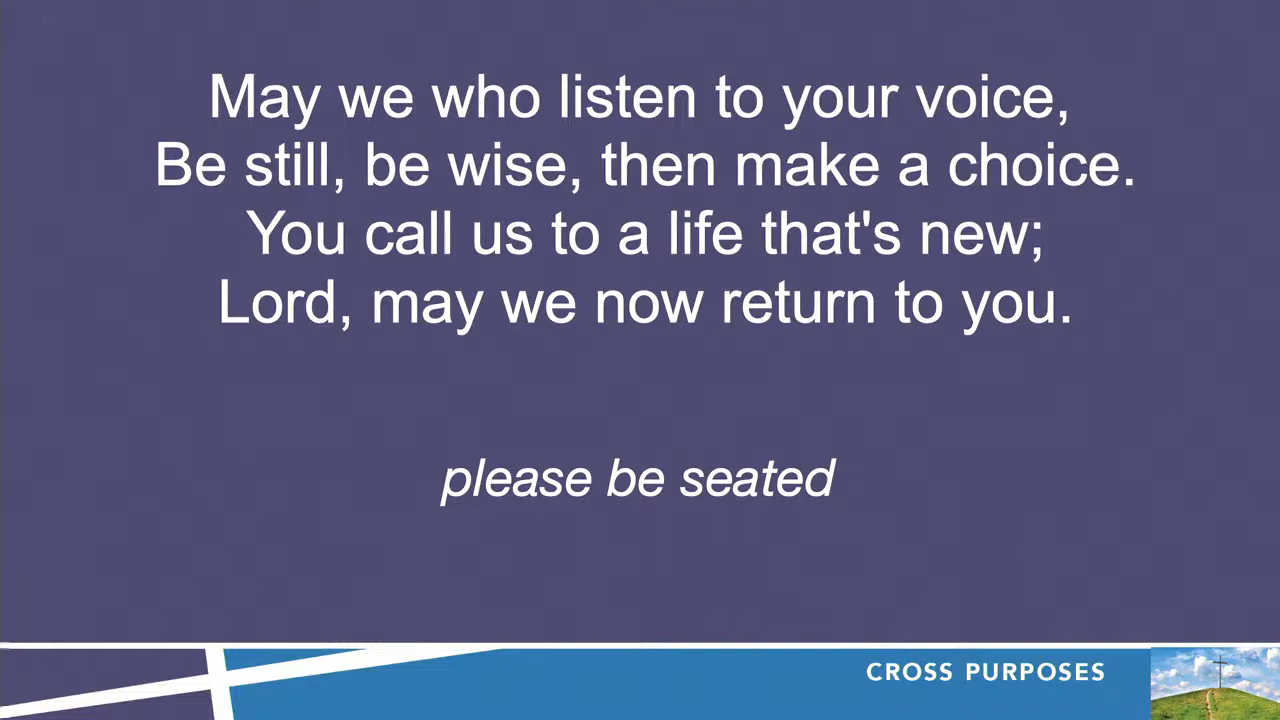 May we who listen to your voice,
Be still, be wise, then make a choice.
You call us to a life that's new;
Lord, may we now return to you.
please be seated
CROSS PURPOSES